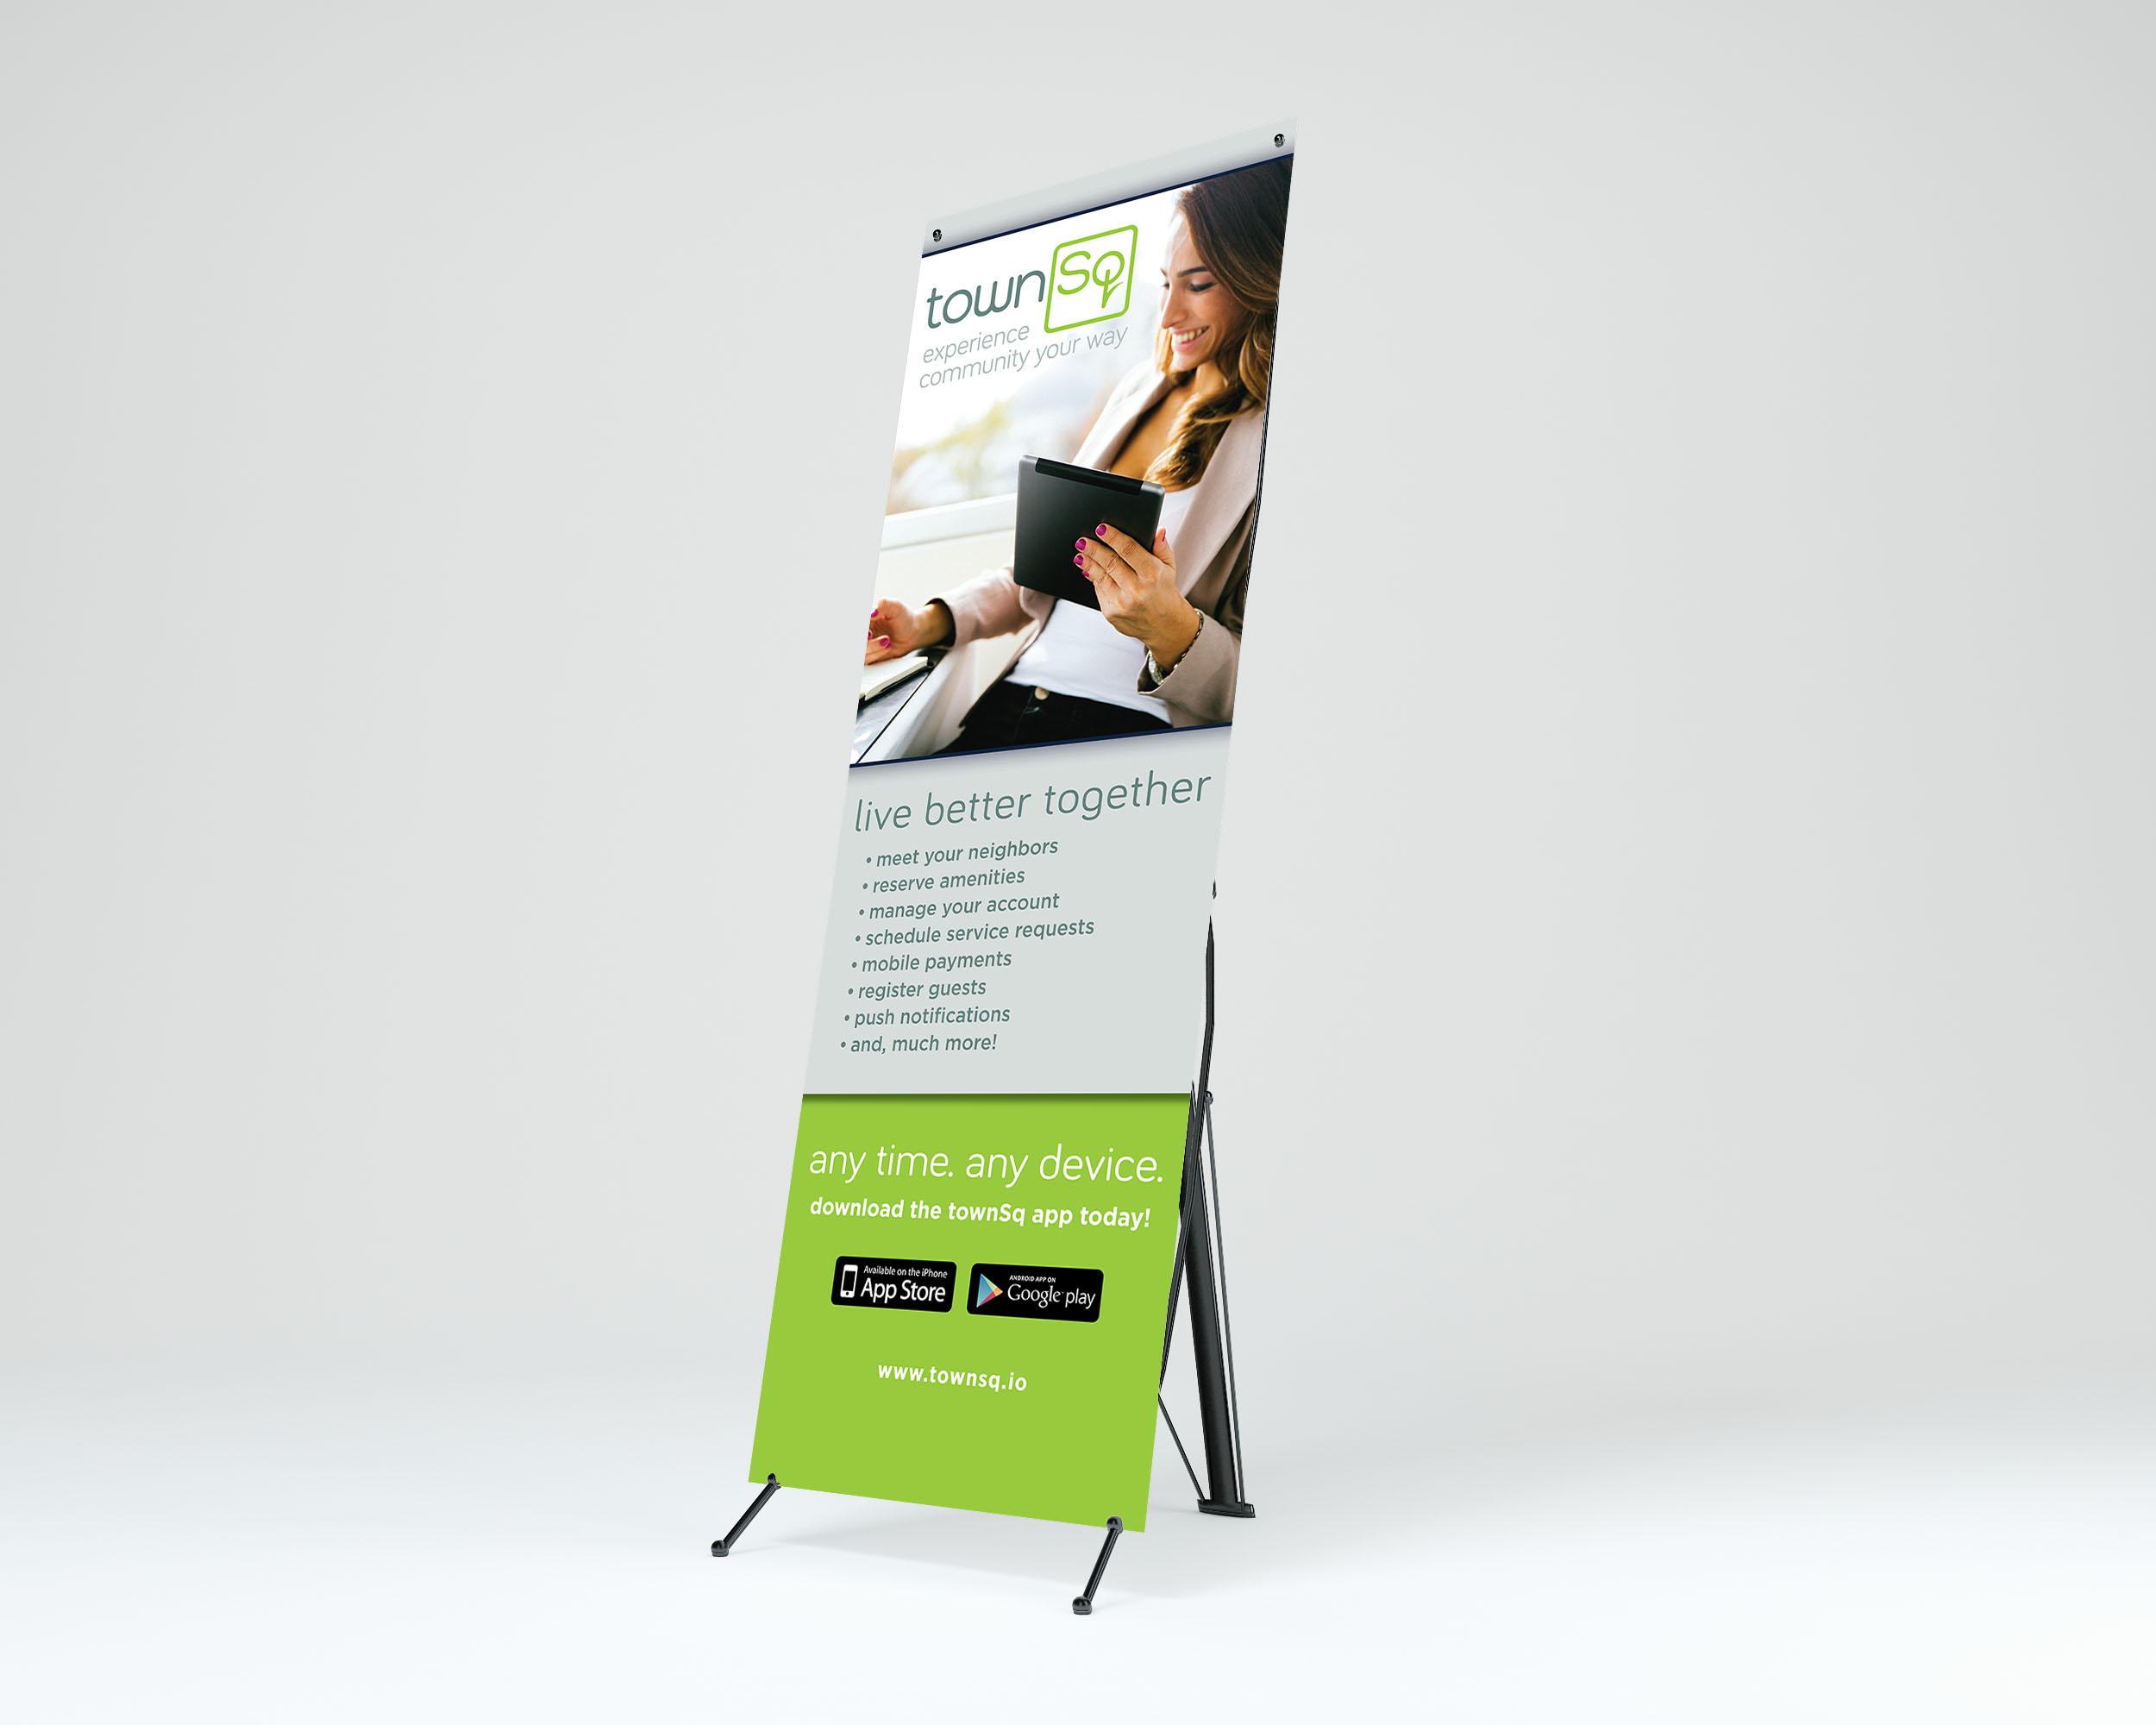 townSq
experience
community your way
live better together
• meet your neighbors
• reserve amenities
• manage your account
• schedule service requests
• mobile payments
• register guests
• push notifications
• and, much more!
any time. any device.
download the townSq app today!
Available on the iPhone
App Store
ANDROID APP ON
Google play
www.townsq.io